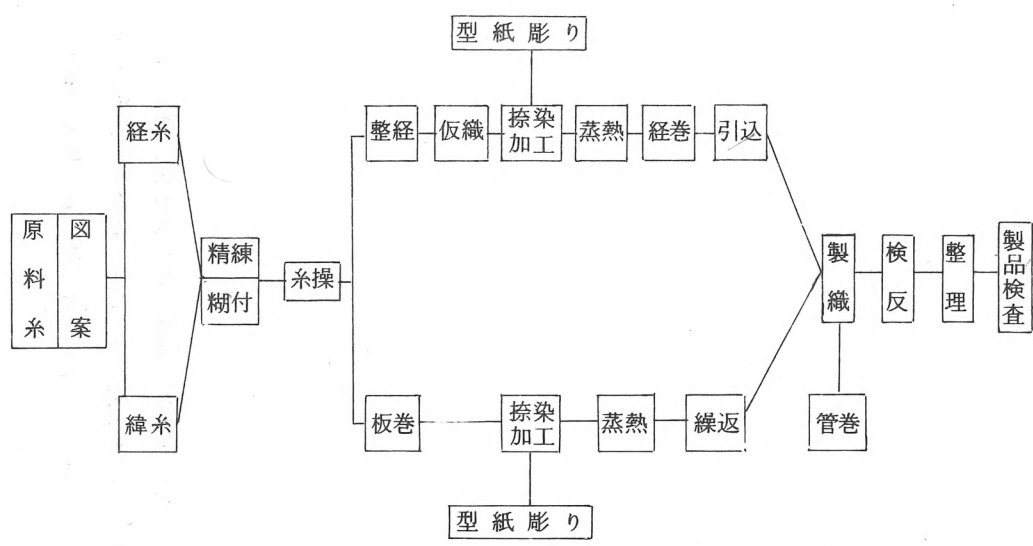 型紙彫り
経糸
整経
仮織
捺染
加工
蒸熱
経巻
引込
原料糸
図案
精練
糊付
糸操
製織
検反
整理
製品検査
緯糸
板巻
捺染
加工
蒸熱
繰返
管巻
型紙彫り